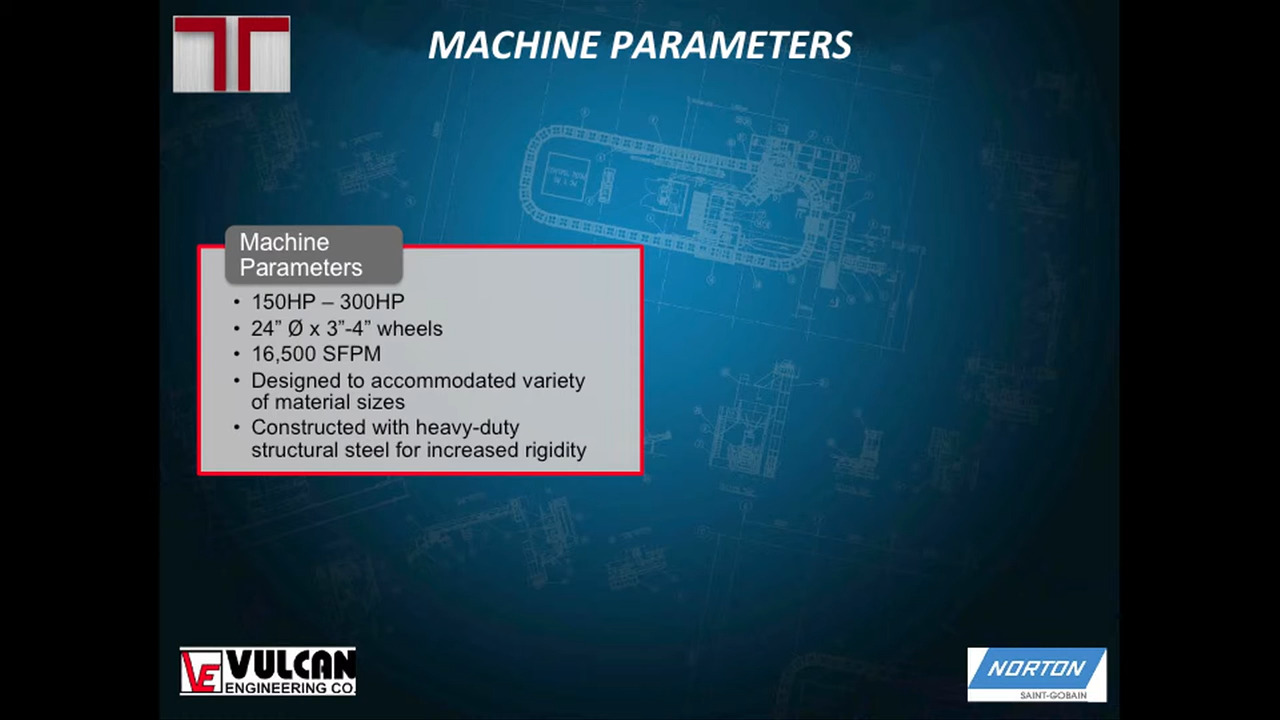 MACHINE PARAMETERS
Machine
Parameters
• 150HP – 300HP
• 24” Ø x 3”-4” wheels
• 16,500 SFPM
• Designed to accommodated variety
of material sizes
• Constructed with heavy-duty
structural steel for increased rigidity
VE VULCAN
ENGINEERING CO.
NORTON
SAINT-GOBAIN